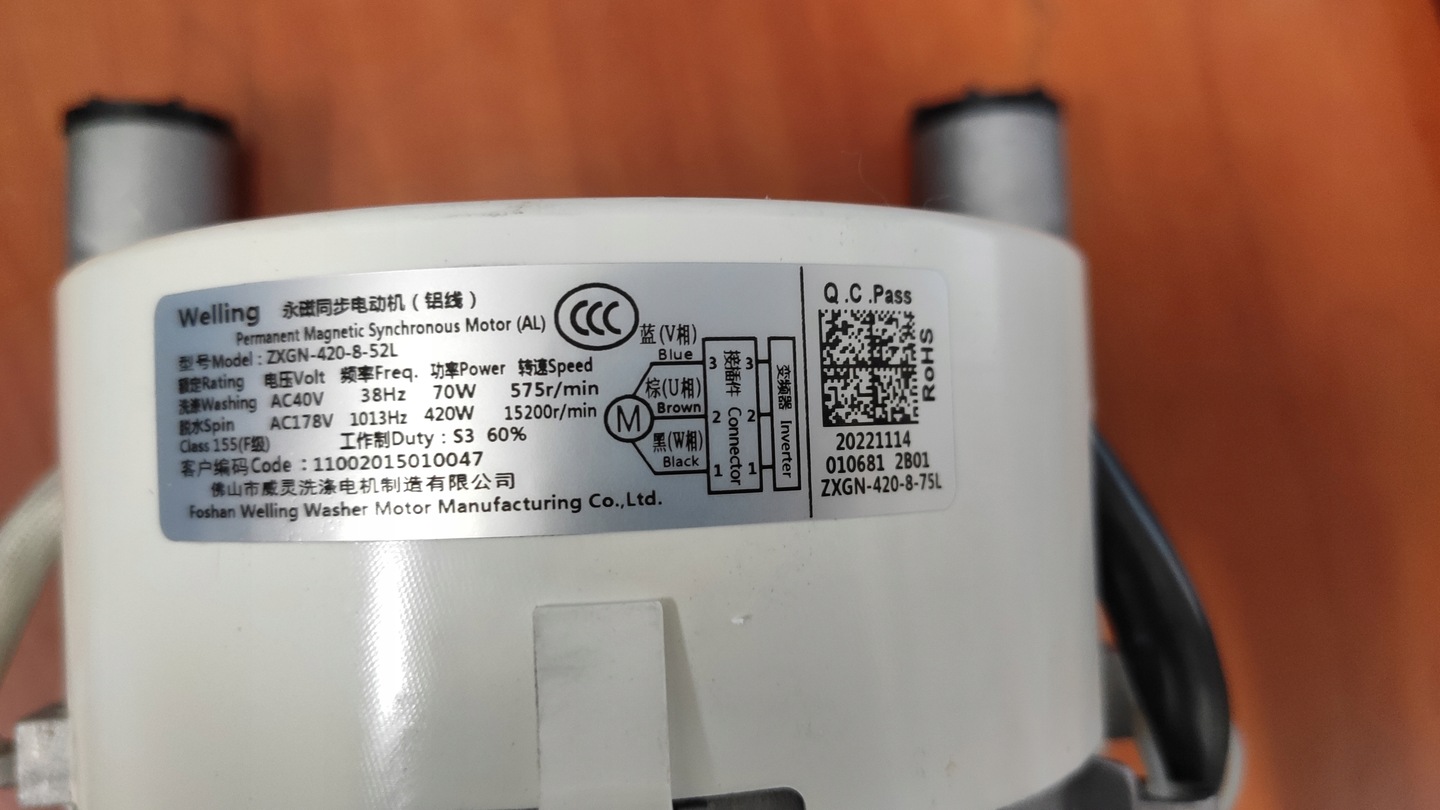 Welling 永磁同步电动机（铝线）
Permanent Magnetic Synchronous Motor (AL)
CCC
型号Model : ZXGN-420-8-52L
额定Rating 电压Volt 频率Freq. 功率Power 转速Speed
洗涤Washing AC40V 38Hz 70W 575r/min
脱水Spin AC178V 1013Hz 420W 15200r/min
Class 155(F级) 工作制Duty : S3 60%
客户编码Code : 11002015010047
佛山市威灵洗涤电机制造有限公司
Foshan Welling Washer Motor Manufacturing Co.,Ltd.
蓝(V相)
Blue
棕(U相)
Brown
黑(W相)
Black
M
3 3
2 2
1 1
接插件 Connector
变频器 Inverter
Q.C.Pass
RoHS
20221114
010681 2B01
ZXGN-420-8-75L